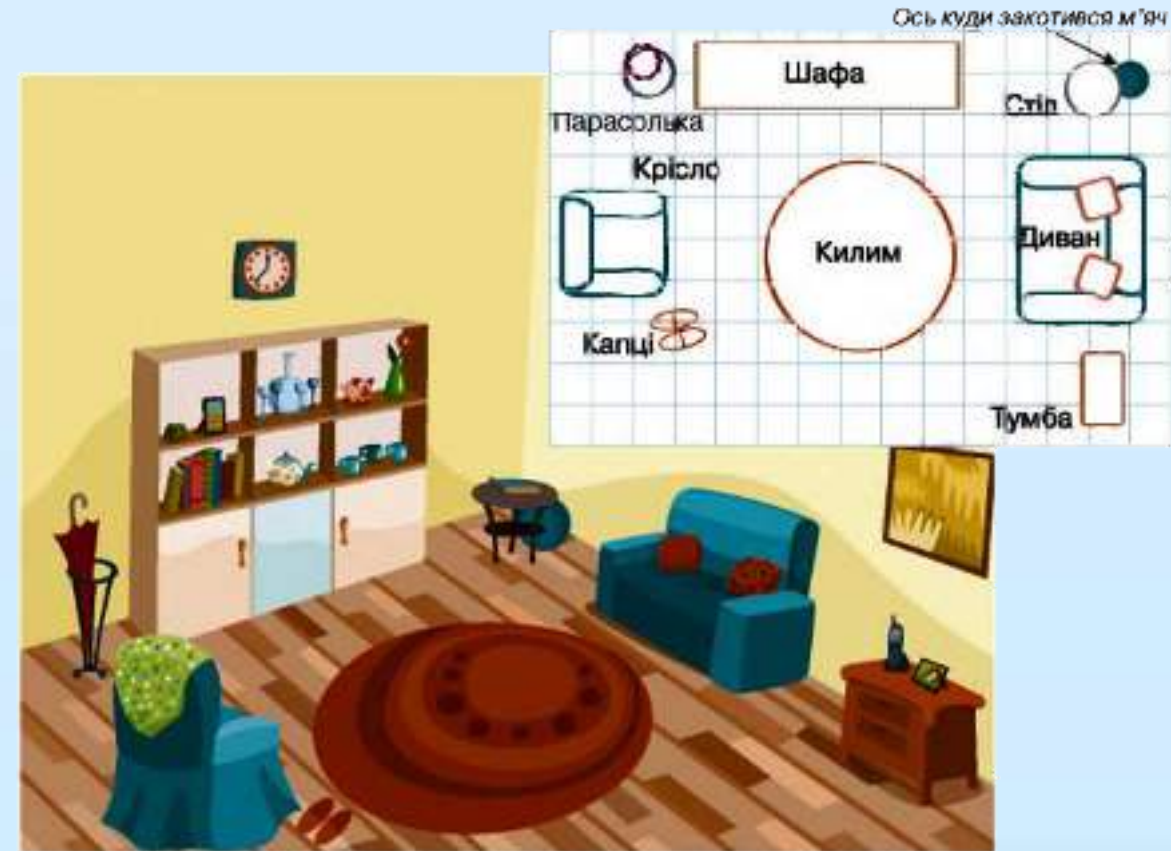 Ось куди закотився м"яч
Шафа
Стіл
Парасолька
Крісло
Килим
Диван
Капці
Тумба